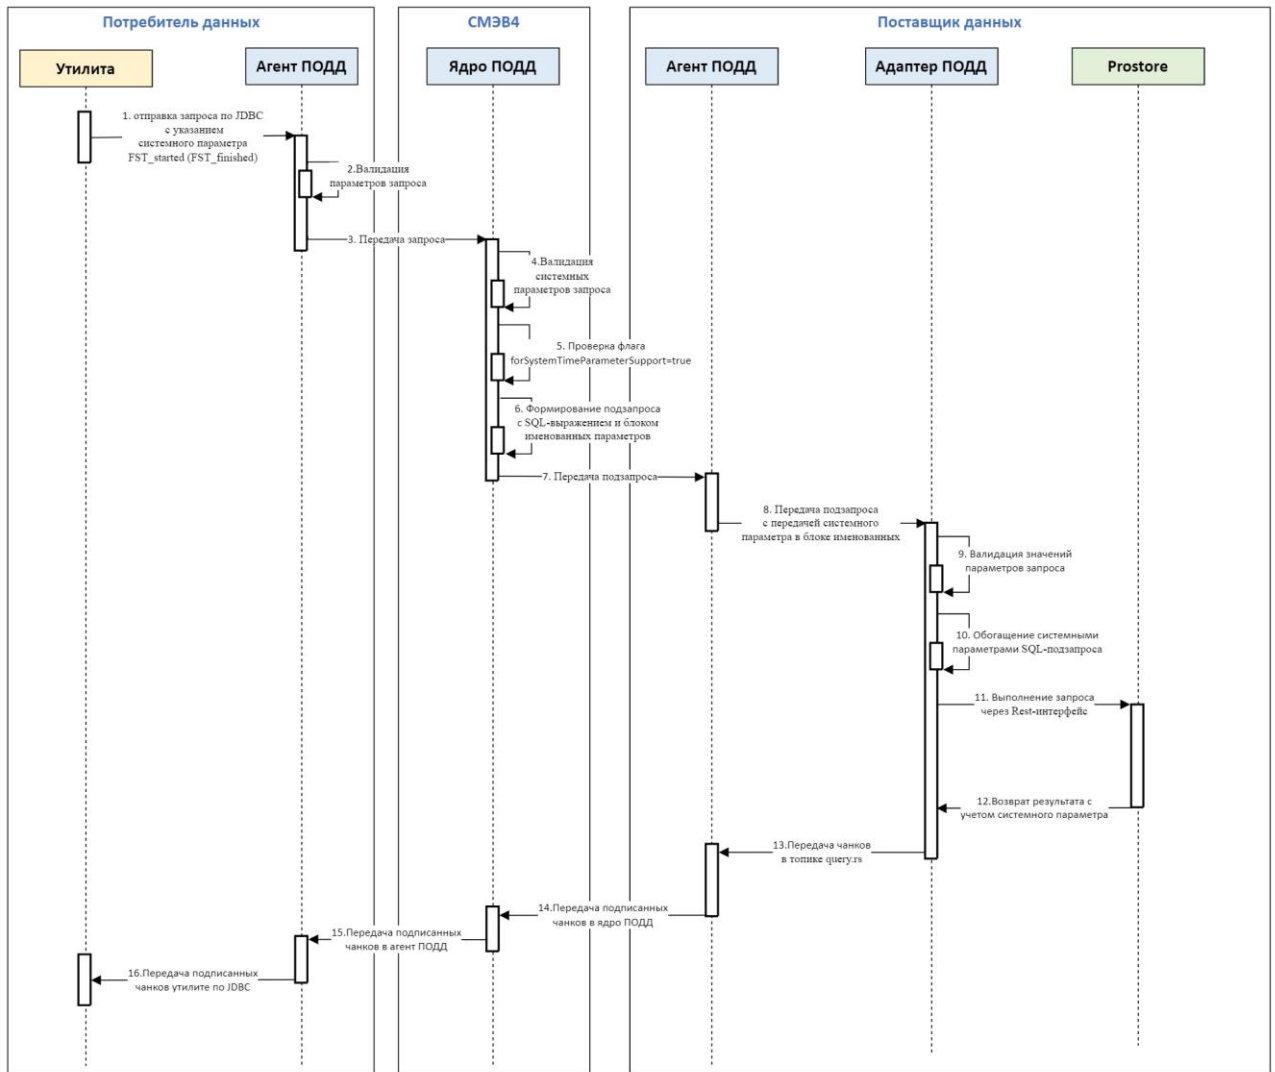 Потребитель данных
СМЭВ4
Поставщик данных
Утилита
Агент ПОДД
Ядро ПОДД
Агент ПОДД
Адаптер ПОДД
Prostore
1. отправка запроса по JDBC
с указанием
системного параметра
FST_started (FST_finished)
2.Валидация
параметров запроса
3. Передача запроса
4.Валидация
системных
параметров запроса
5. Проверка флага
forSystemTimeParameterSupport=true
6. Формирование подзапроса
с SQL-выражением и блоком
именованных параметров
7. Передача подзапроса
8. Передача подзапроса
с передачей системного
параметра в блоке именованных
9. Валидация значений
параметров запроса
10. Обогащение системными
параметрами SQL-подзапроса
11. Выполнение запроса
через Rest-интерфейс
12.Возврат результата с
учетом системного параметра
13.Передача чанков
в топике query.rs
14.Передача подписанных
чанков в ядро ПОДД
15.Передача подписанных
чанков в агент ПОДД
16.Передача подписанных
чанков утилите по JDBC